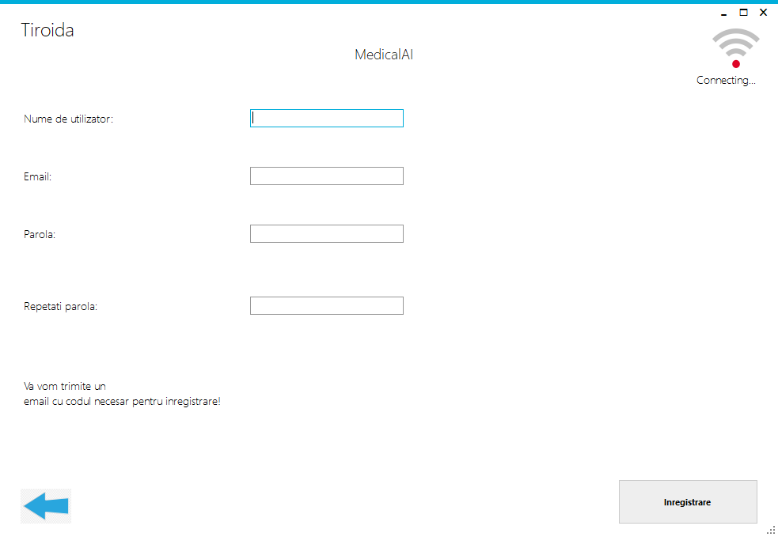 Tiroida
MedicalAI
Connecting...
Nume de utilizator:
Email:
Parola:
Repetati parola:
Va vom trimite un
email cu codul necesar pentru inregistrare!
Inregistrare